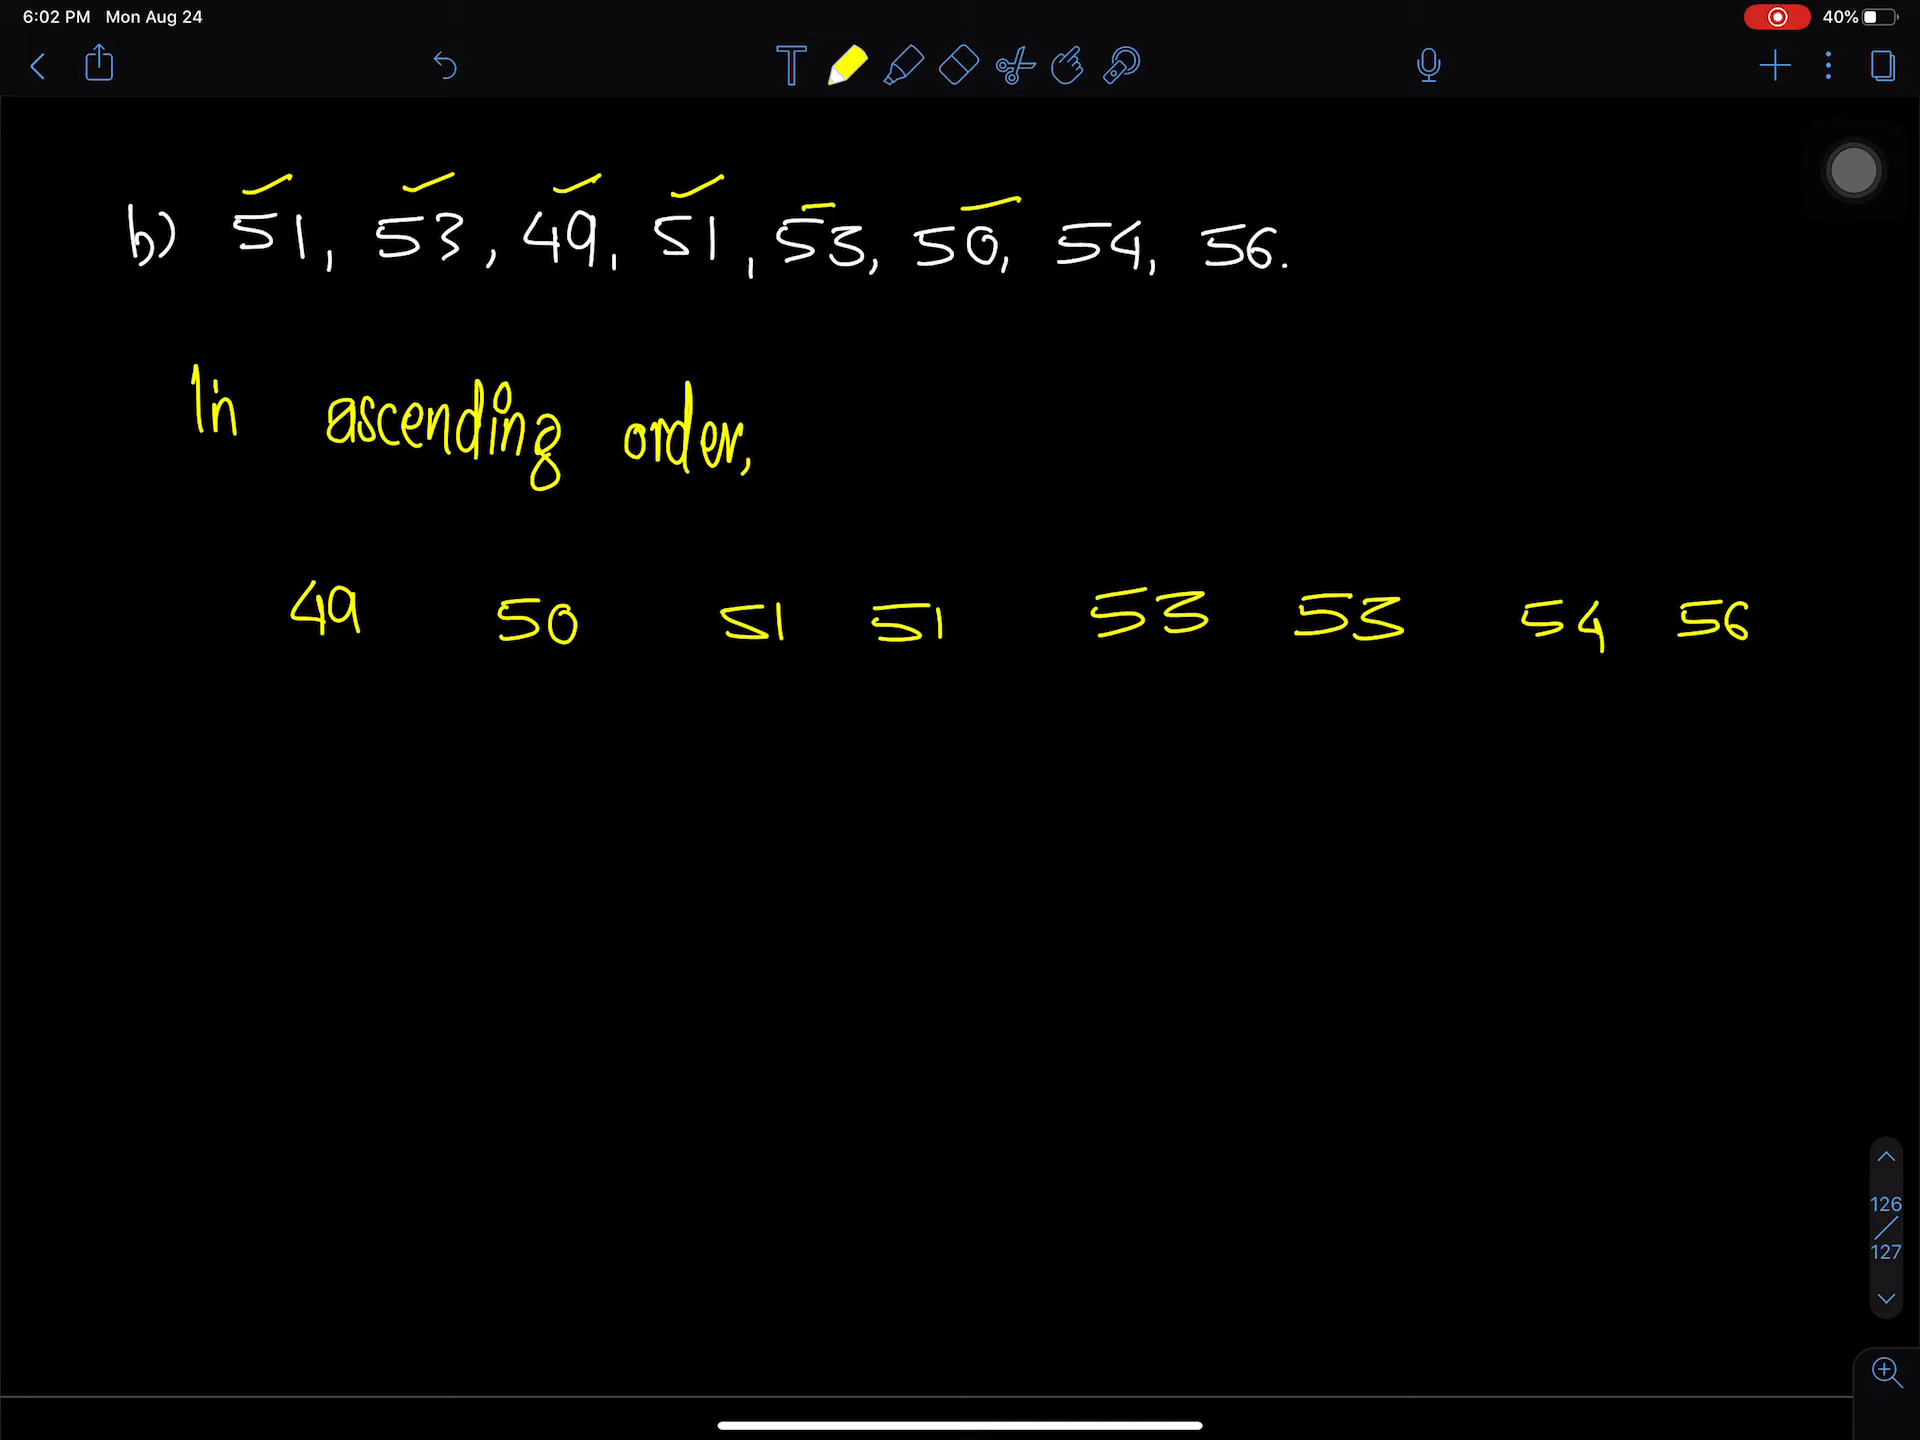 6:02 PM Mon Aug 24
40%
T
b) 51, 53, 49, 51, 53, 50, 54, 56.
In ascending order,
49 50 51 51 53 53 54 56
126
127